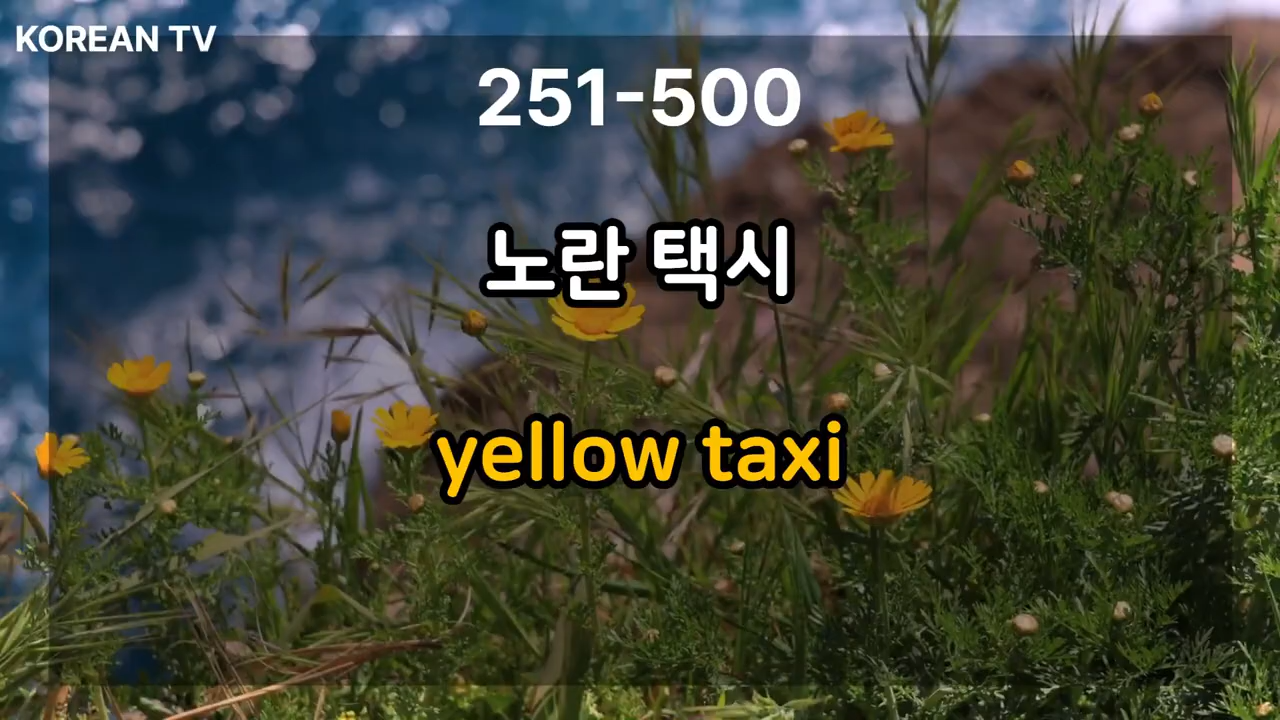 KOREAN TV
251-500
노란 택시
yellow taxi